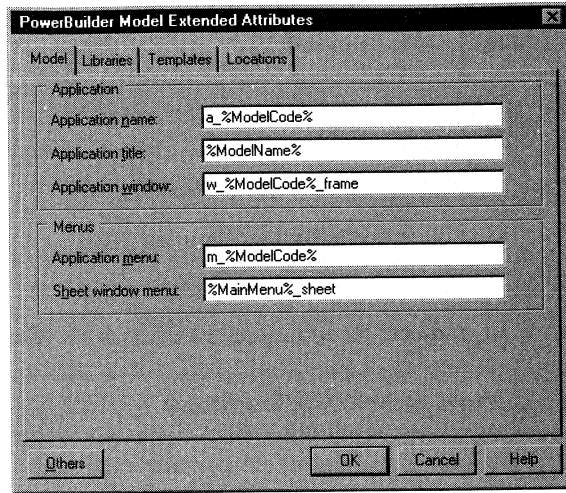 PowerBuilder Model Extended Attributes
Model Libraries Templates Locations
Application
Application name: a_%ModelCode%
Application title: %ModelName%
Application window: w_%ModelCode%_frame
Menus
Application menu: m_%ModelCode%
Sheet window menu: %MainMenu%_sheet
Others OK Cancel Help